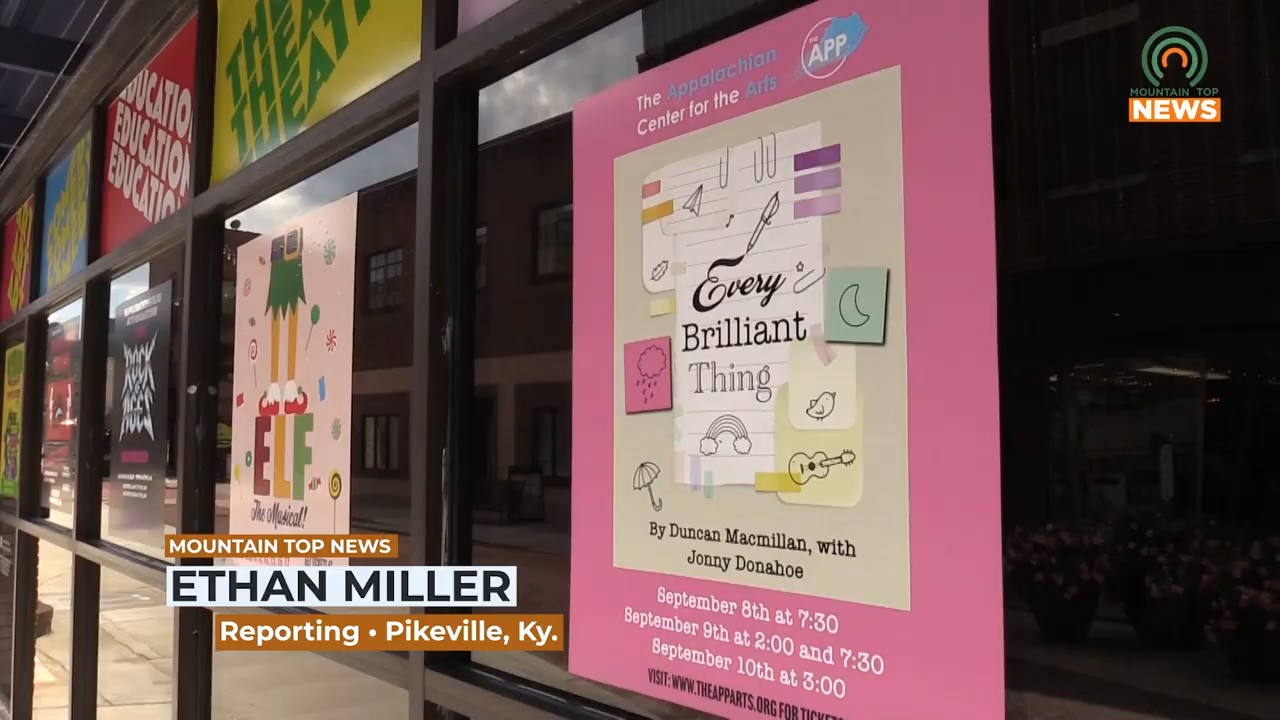 THEATRE
THEATRE
EDUCATION
EDUCATION
EDUCATION
The Appalachian
Center for the Arts
THE
APP
MOUNTAIN TOP
NEWS
Every
Brilliant
Thing
By Duncan Macmillan, with
Jonny Donahoe
September 8th at 7:30
September 9th at 2:00 and 7:30
September 10th at 3:00
VISIT: WWW.THEAPPARTS.ORG FOR TICKETS
ROCK
OF
AGES
ELF
The Musical!
MOUNTAIN TOP NEWS
ETHAN MILLER
Reporting • Pikeville, Ky.